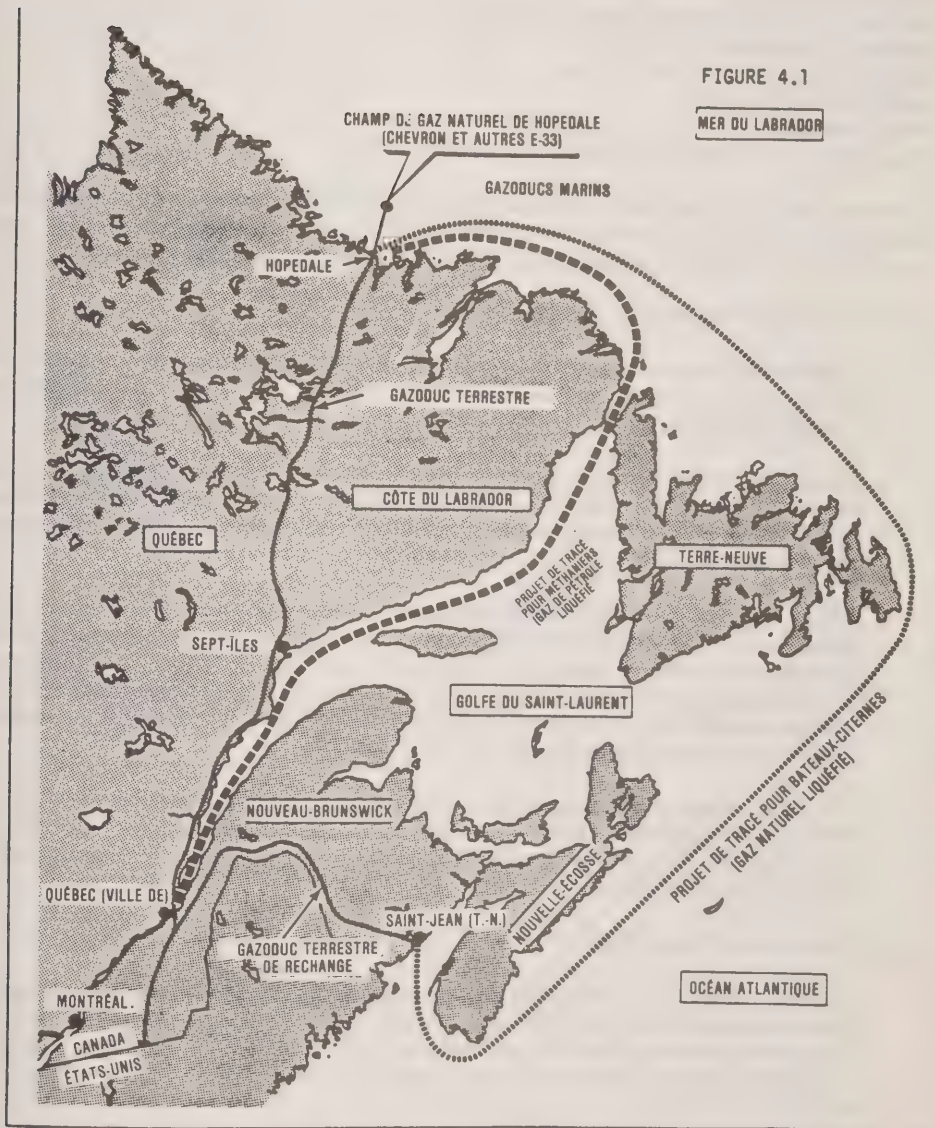 FIGURE 4.1
MER DU LABRADOR
CHAMP DE GAZ NATUREL DE HOPEDALE
(CHEVRON ET AUTRES E-33)
GAZODUCS MARINS
HOPEDALE
GAZODUC TERRESTRE
CÔTE DU LABRADOR
QUÉBEC
TERRE-NEUVE
PROJET DE TRACÉ
POUR MÉTHANIERS
(GAZ DE PÉTROLE
LIQUÉFIÉ
SEPT-ÎLES
GOLFE DU SAINT-LAURENT
NOUVEAU-BRUNSWICK
PROJET DE TRACÉ POUR BATEAUX-CITERNES
(GAZ NATUREL LIQUÉFIÉ)
QUÉBEC (VILLE DE)
SAINT-JEAN (T.-N.)
NOUVELLE-ÉCOSSE
GAZODUC TERRESTRE
DE RECHANGE
OCÉAN ATLANTIQUE
MONTRÉAL.
CANADA
ÉTATS-UNIS